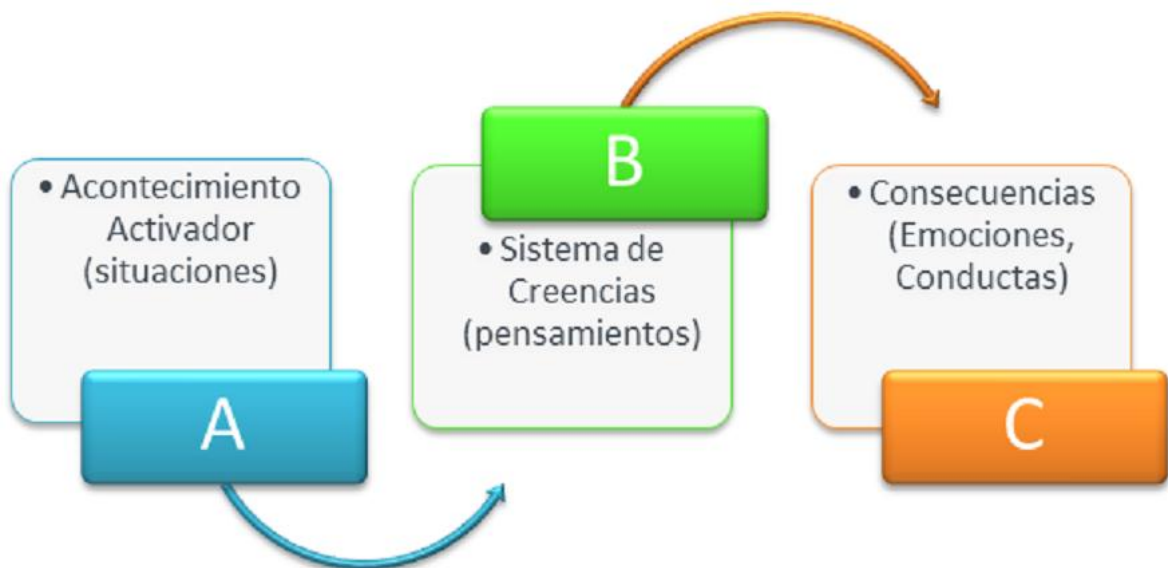 • Acontecimiento
Activador
(situaciones)
A
B
• Sistema de
Creencias
(pensamientos)
• Consecuencias
(Emociones,
Conductas)
C